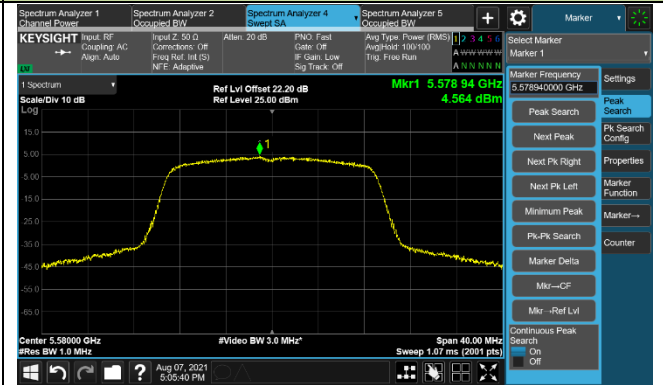 Spectrum Analyzer 1
Channel Power
Spectrum Analyzer 2
Occupied BW
Spectrum Analyzer 4
Swept SA
Spectrum Analyzer 5
Occupied BW
+
Marker
KEYSIGHT
Input: RF
Coupling: AC
Align: Auto
Input Z: 50 Ω
Corrections: Off
Freq Ref: Int (S)
NFE: Adaptive
Atten: 20 dB
PNO: Fast
Gate: Off
IF Gain: Low
Sig Track: Off
Avg Type: Power (RMS)
Avg|Hold: 100/100
Trig: Free Run
1 2 3 4 5 6
A W W W W W
A N N N N N
LV
Select Marker
Marker 1
1 Spectrum
Scale/Div 10 dB
Log
Ref Lvl Offset 22.20 dB
Ref Level 25.00 dBm
Mkr1 5.578 94 GHz
4.564 dBm
1
15.0
5.00
-5.00
-15.0
-25.0
-35.0
-45.0
-55.0
-65.0
Center 5.58000 GHz
#Res BW 1.0 MHz
#Video BW 3.0 MHz*
Span 40.00 MHz
Sweep 1.07 ms (2001 pts)
Marker Frequency
5.578940000 GHz
Peak Search
Next Peak
Next Pk Right
Next Pk Left
Minimum Peak
Pk-Pk Search
Marker Delta
Mkr→CF
Mkr→Ref Lvl
Continuous Peak
Search
On
Off
Settings
Peak
Search
Pk Search
Config
Properties
Marker
Function
Marker→
Counter
?
Aug 07, 2021
5:05:40 PM